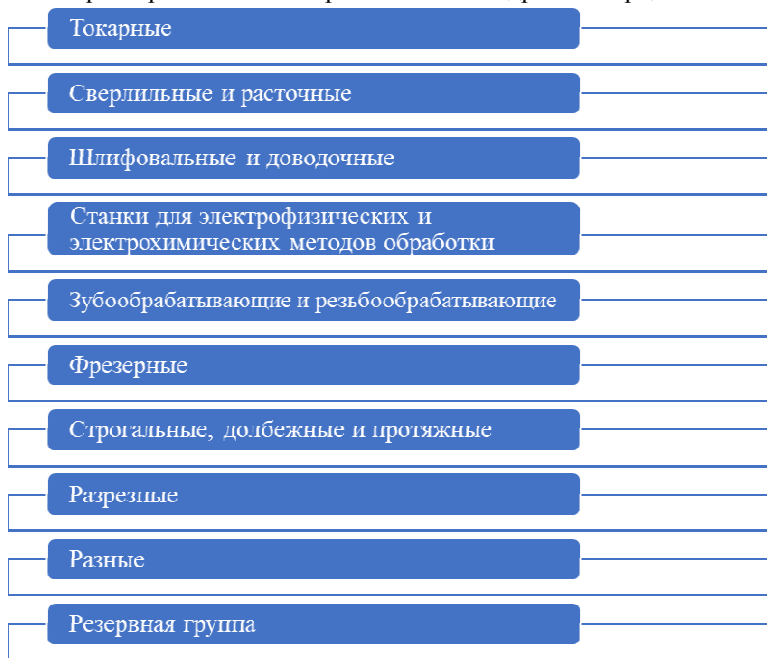 Токарные
Сверлильные и расточные
Шлифовальные и доводочные
Станки для электрофизических и
электрохимических методов обработки
Зубообрабатывающие и резьбообрабатывающие
Фрезерные
Строгальные, долбежные и протяжные
Разрезные
Разные
Резервная группа